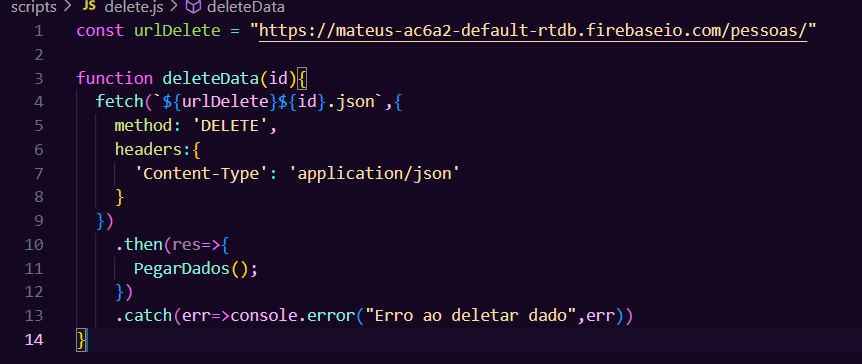 scripts > JS delete.js > deleteData
1 const urlDelete = "https://mateus-ac6a2-default-rtdb.firebaseio.com/pessoas/"
2
3 function deleteData(id){
4   fetch(`${urlDelete}${id}.json`,{
5     method: 'DELETE',
6     headers:{
7       'Content-Type': 'application/json'
8     }
9   })
10     .then(res=>{
11       PegarDados();
12     })
13     .catch(err=>console.error("Erro ao deletar dado",err))
14 }